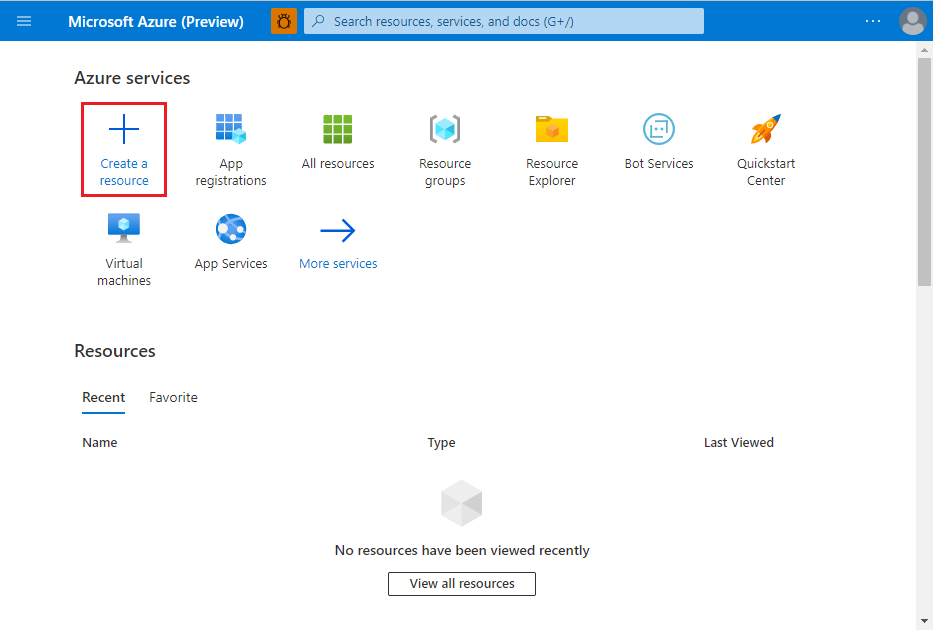 Microsoft Azure (Preview)
Search resources, services, and docs (G+/)
Azure services
Create a
resource
App
registrations
All resources
Resource
groups
Resource
Explorer
Bot Services
Quickstart
Center
Virtual
machines
App Services
More services
Resources
Recent
Favorite
Name
Type
Last Viewed
No resources have been viewed recently
View all resources